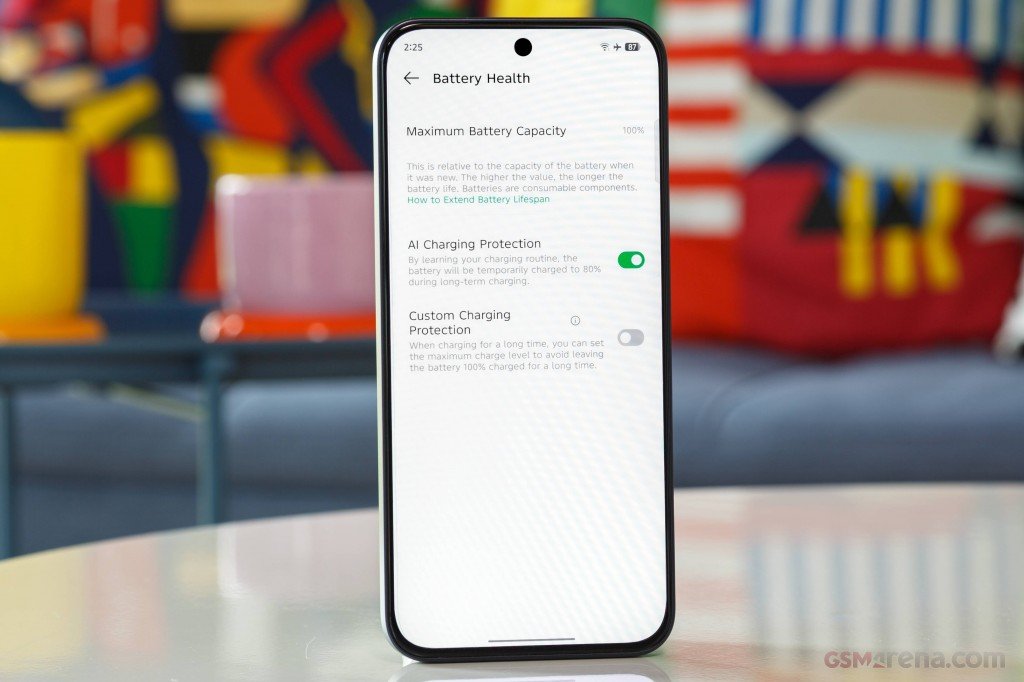 2:25
87
Battery Health
Maximum Battery Capacity 100%
This is relative to the capacity of the battery when
it was new. The higher the value, the longer the
battery life. Batteries are consumable components.
How to Extend Battery Lifespan
AI Charging Protection
By learning your charging routine, the
battery will be temporarily charged to 80%
during long-term charging.
Custom Charging
Protection
When charging for a long time, you can set
the maximum charge level to avoid leaving
the battery 100% charged for a long time.
GSMarena.com